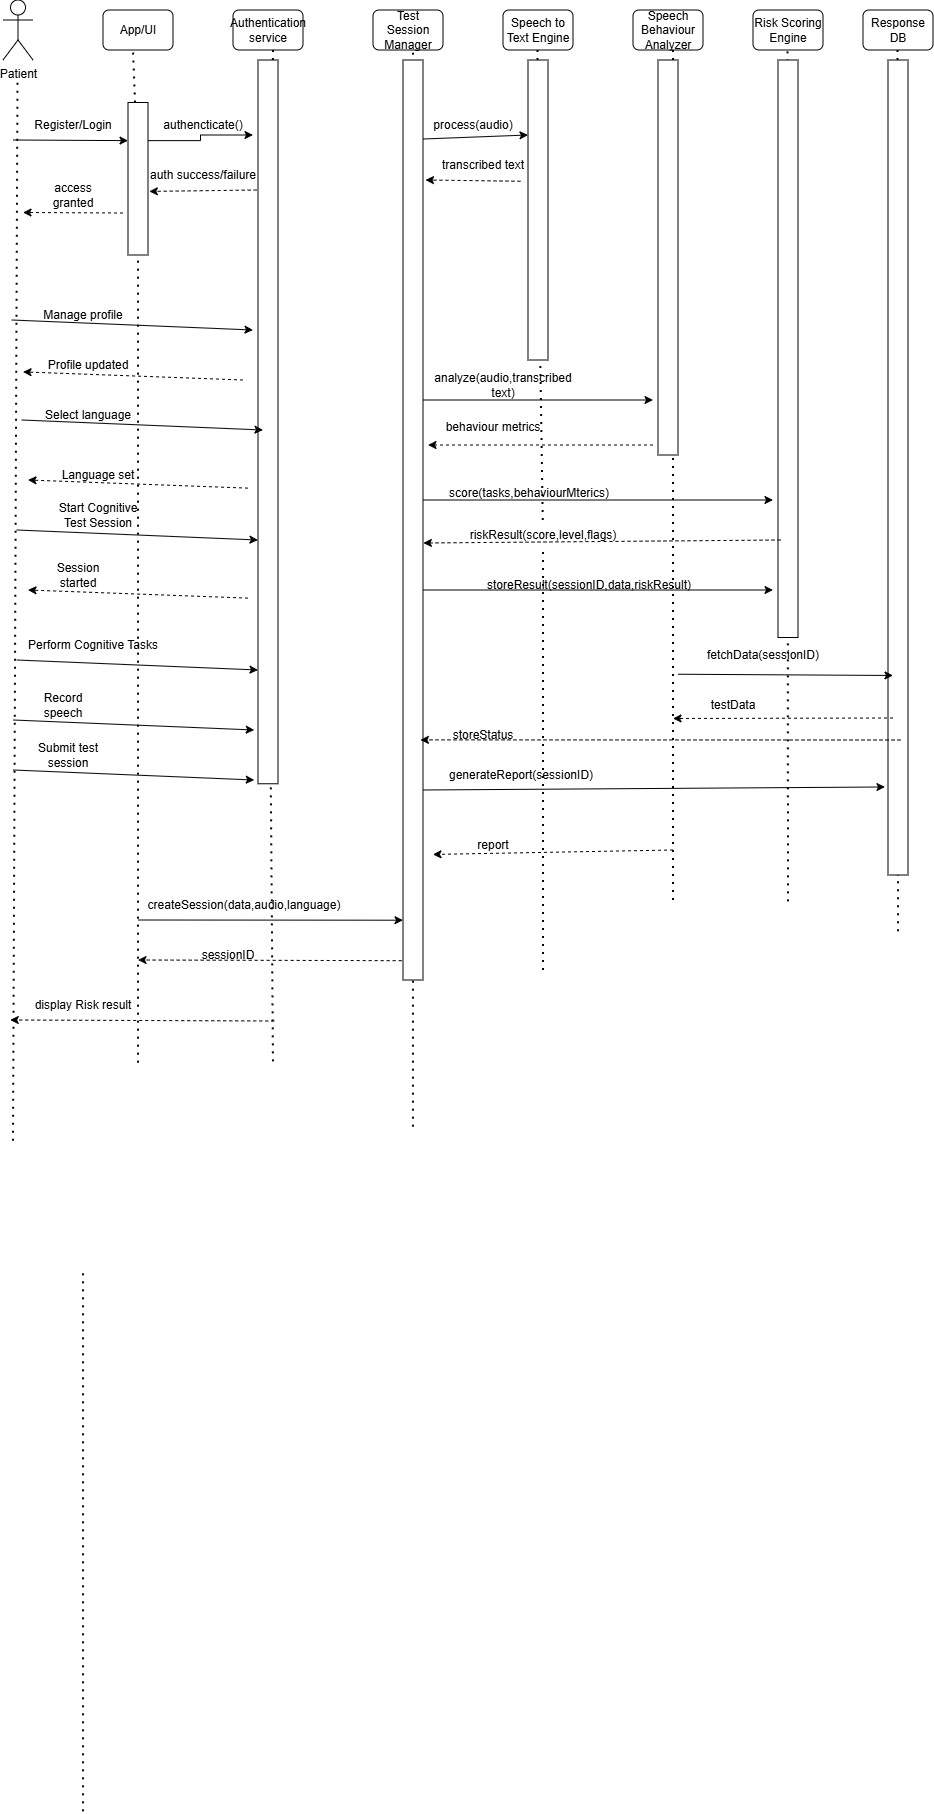 Patient
App/UI
Authentication
service
Test
Session
Manager
Speech to
Text Engine
Speech
Behaviour
Analyzer
Risk Scoring
Engine
Response
DB
Register/Login
authencticate()
process(audio)
auth success/failure
transcribed text
access
granted
Manage profile
Profile updated
analyze(audio,transcribed
text)
Select language
behaviour metrics
Language set
score(tasks,behaviourMterics)
Start Cognitive
Test Session
riskResult(score,level,flags)
Session
started
storeResult(sessionID,data,riskResult)
Perform Cognitive Tasks
fetchData(sessionID)
Record
speech
testData
storeStatus
Submit test
session
generateReport(sessionID)
report
createSession(data,audio,language)
sessionID
display Risk result